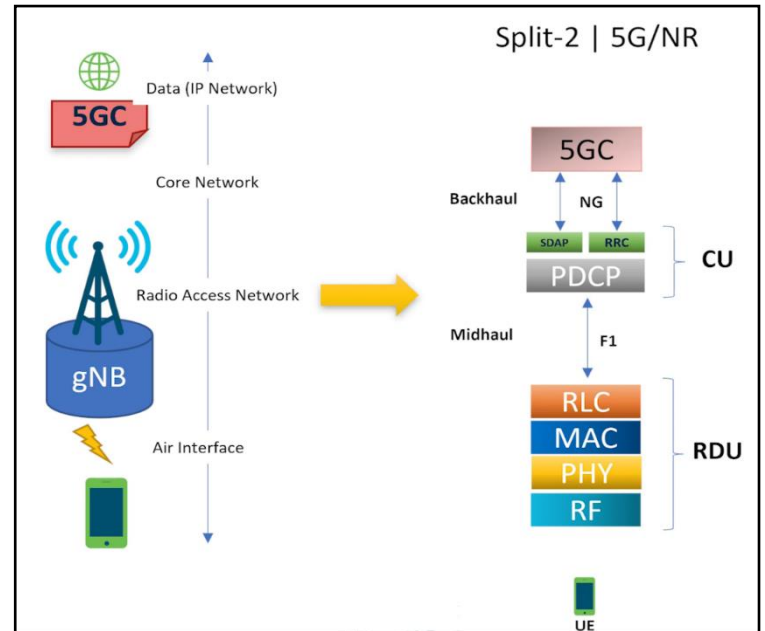 Split-2 | 5G/NR
Data (IP Network)
5GC
Core Network
Radio Access Network
gNB
Air Interface
5GC
Backhaul
NG
SDAP
RRC
CU
PDCP
Midhaul
F1
RLC
MAC
RDU
PHY
RF
UE